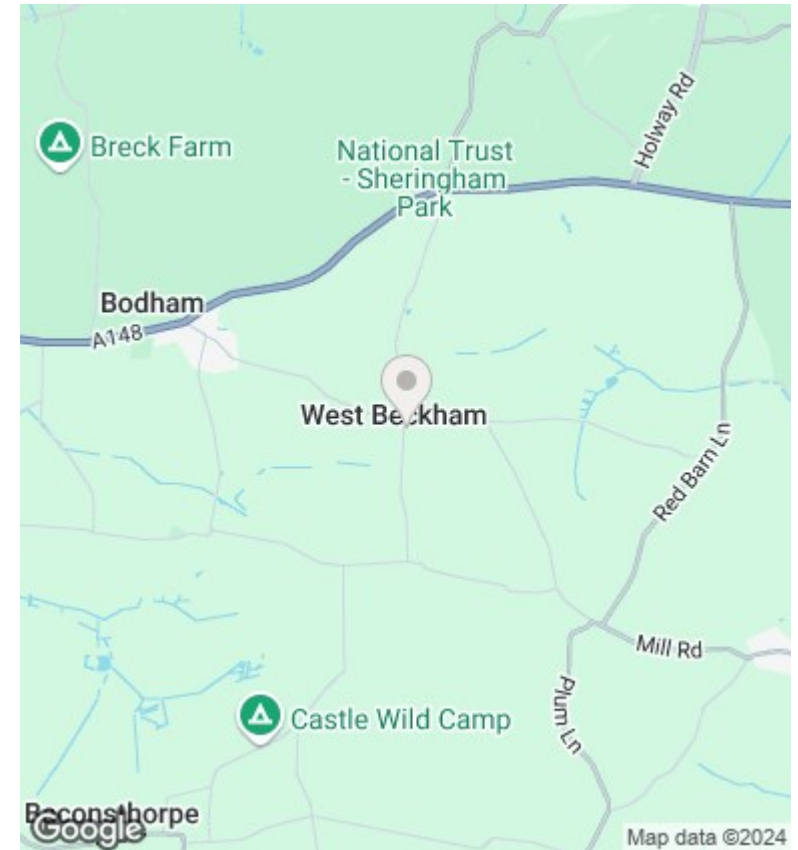 Holway Rd
Breck Farm
National Trust
- Sheringham
Park
Bodham
A148
West Beckham
Red Barn Ln
Mill Rd
Plum Ln
Castle Wild Camp
Baconsthorpe
Google
Map data ©2024